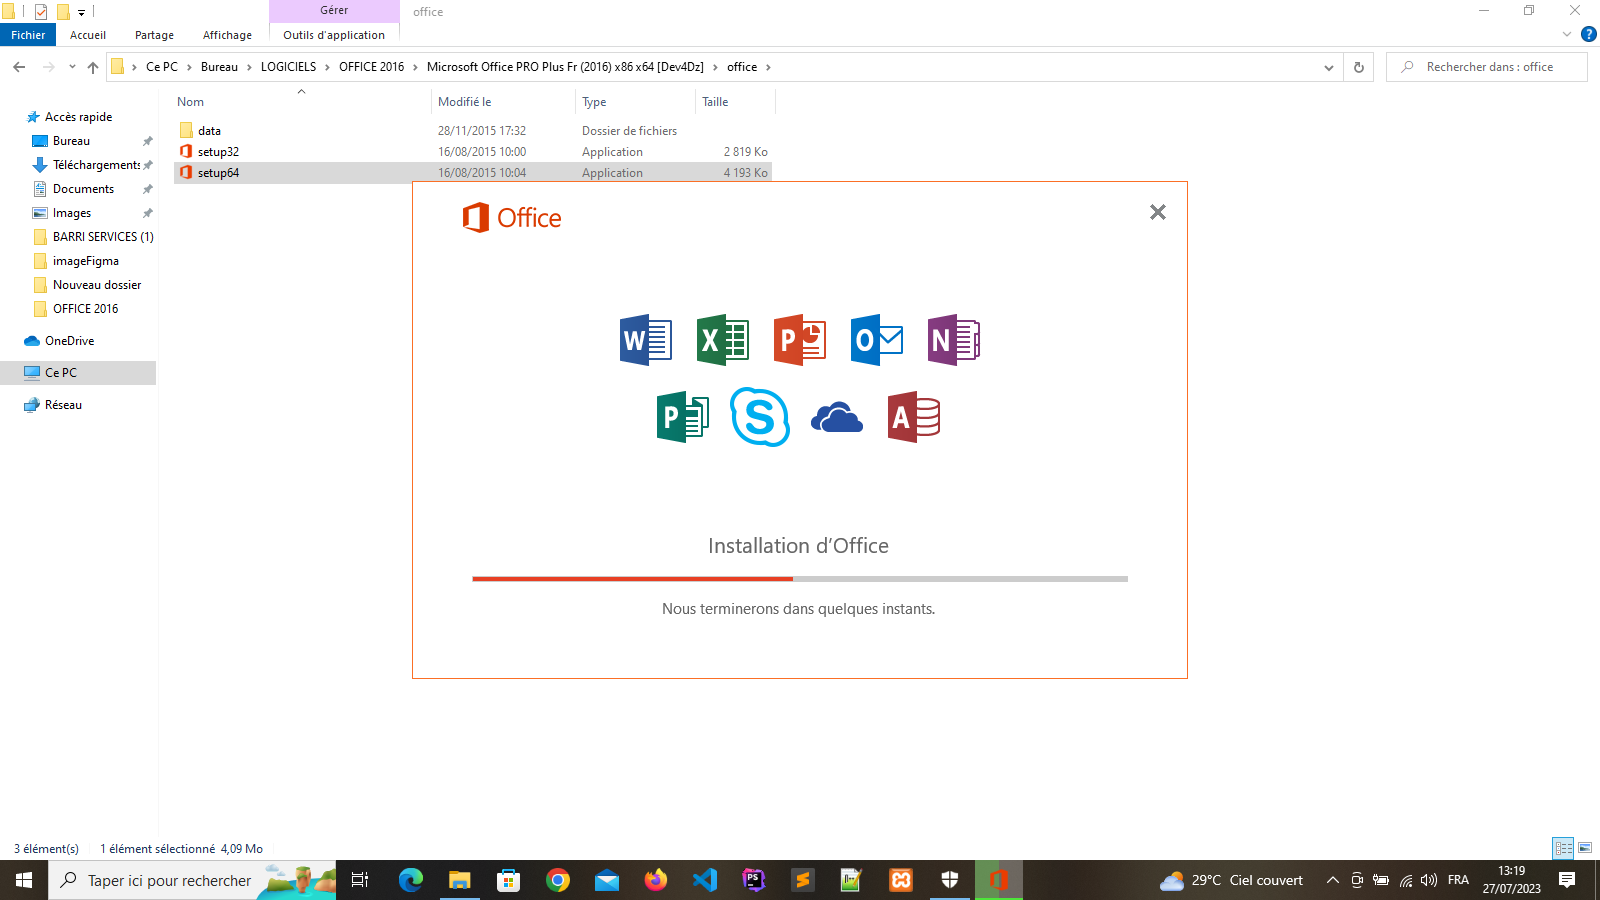 Gérer
office
Fichier
Accueil
Partage
Affichage
Outils d'application
Ce PC
Bureau
LOGICIELS
OFFICE 2016
Microsoft Office PRO Plus Fr (2016) x86 x64 [Dev4Dz]
office
Rechercher dans : office
Nom
Modifié le
Type
Taille
data
28/11/2015 17:32
Dossier de fichiers
setup32
16/08/2015 10:00
Application
2 819 Ko
setup64
16/08/2015 10:04
Application
4 193 Ko
Accès rapide
Bureau
Téléchargements
Documents
Images
BARRI SERVICES (1)
imageFigma
Nouveau dossier
OFFICE 2016
OneDrive
Ce PC
Réseau
Office
W
X
P
O
N
P
S
A
Installation d'Office
Nous terminerons dans quelques instants.
3 élément(s)
1 élément sélectionné 4,09 Mo
Taper ici pour rechercher
PS
29°C Ciel couvert
FRA
13:19
27/07/2023